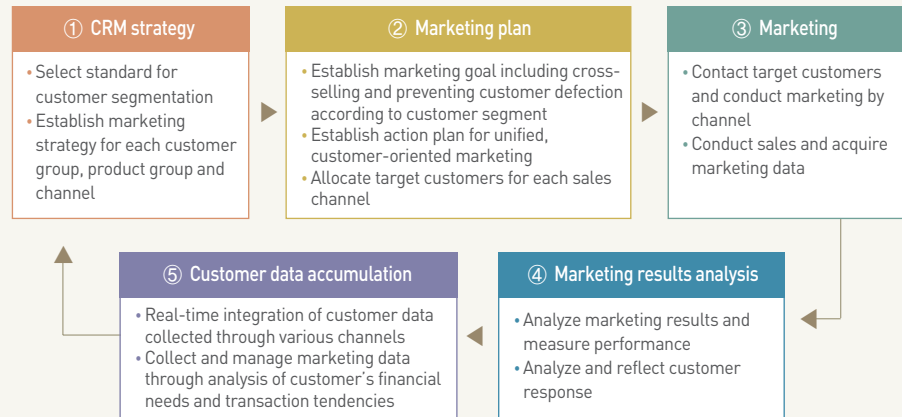 ① CRM strategy
• Select standard for
customer segmentation
• Establish marketing
strategy for each customer
group, product group and
channel
② Marketing plan
• Establish marketing goal including cross-
selling and preventing customer defection
according to customer segment
• Establish action plan for unified,
customer-oriented marketing
• Allocate target customers for each sales
channel
③ Marketing
• Contact target customers
and conduct marketing by
channel
• Conduct sales and acquire
marketing data
④ Marketing results analysis
• Analyze marketing results and
measure performance
• Analyze and reflect customer
response
⑤ Customer data accumulation
• Real-time integration of customer data
collected through various channels
• Collect and manage marketing data
through analysis of customer's financial
needs and transaction tendencies